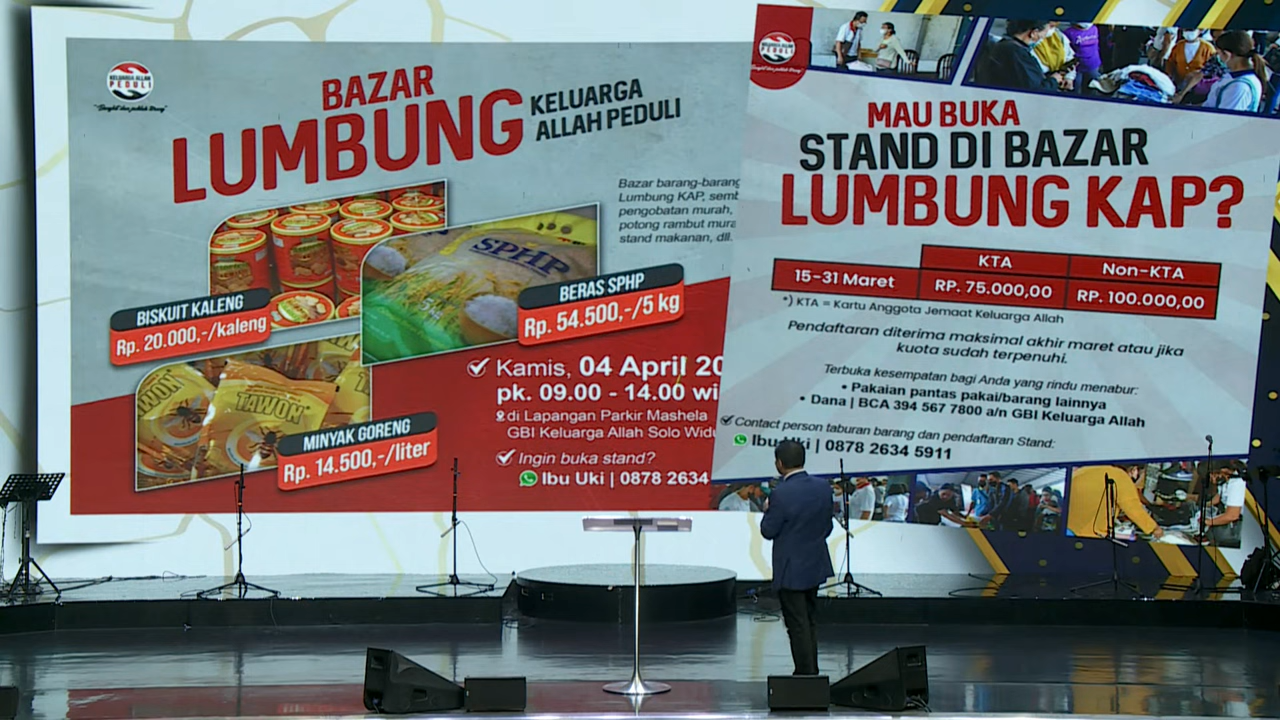 KELUARGA ALLAH
PEDULI
BAZAR
LUMBUNG
KELUARGA
ALLAH PEDULI
Bazar barang-barang
Lumbung KAP,
pengobatan murah,
potong rambut
stand makanan, dll.
SPHP
BISKUIT KALENG
Rp. 20.000,-/kaleng
BERAS SPHP
Rp. 54.500,-/5 kg
TAWON
TAWON
MINYAK GORENG
Rp. 14.500,-/liter
Kamis, 04 April 20
pk. 09.00 - 14.00 wi
di Lapangan Parkir Mashela
GBI Keluarga Allah Solo Widu
Ingin buka stand?
Ibu Uki | 0878 2634
KELUARGA ALLAH
PEDULI
MAU BUKA
STAND DI BAZAR
LUMBUNG KAP?
KTA Non-KTA
15-31 Maret RP. 75.000,00 RP. 100.000,00
*) KTA = Kartu Anggota Jemaat Keluarga Allah
Pendaftaran diterima maksimal akhir maret atau jika
kuota sudah terpenuhi.
Terbuka kesempatan bagi Anda yang rindu menabur:
• Pakaian pantas pakai/barang lainnya
• Dana | BCA 394 567 7800 a/n GBI Keluarga Allah
Contact person taburan barang dan pendaftaran Stand:
Ibu Uki | 0878 2634 5911